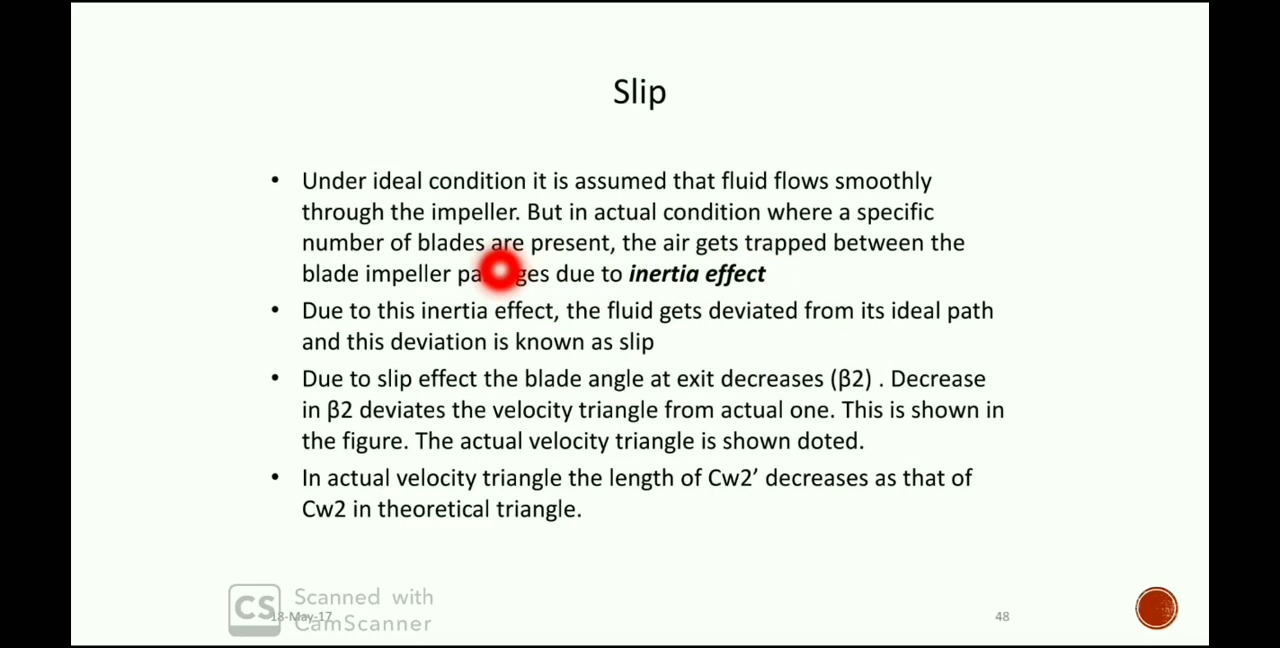 Slip
• Under ideal condition it is assumed that fluid flows smoothly
through the impeller. But in actual condition where a specific
number of blades are present, the air gets trapped between the
blade impeller due to inertia effect
• Due to this inertia effect, the fluid gets deviated from its ideal path
and this deviation is known as slip
• Due to slip effect the blade angle at exit decreases (β2) . Decrease
in β2 deviates the velocity triangle from actual one. This is shown in
the figure. The actual velocity triangle is shown doted.
• In actual velocity triangle the length of Cw2’ decreases as that of
Cw2 in theoretical triangle.
CS Scanned with
CamScanner
18-May-17
48